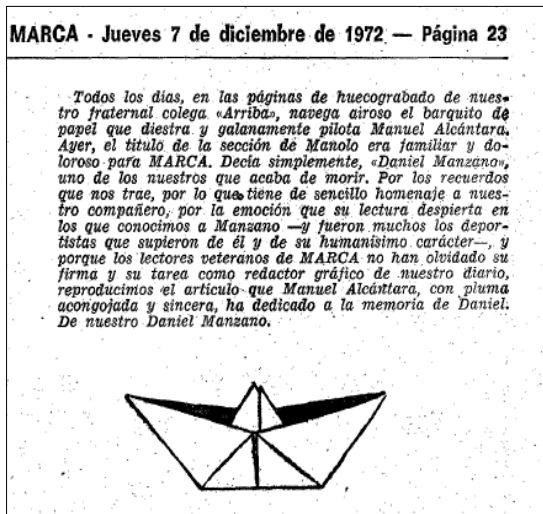 MARCA - Jueves 7 de diciembre de 1972. — Página 23
Todos los días, en las páginas de huecograbado de nues-
tro fraternal colega «Arriba», navega airoso el barquito de
papel que diestra y galanamente pilota Manuel Alcántara.
Ayer, el título de la sección de Manolo era familiar y do-
loroso para MARCA. Decía simplemente, «Daniel Manzano»,
uno de los nuestros que acaba de morir. Por los recuerdos
que nos trae, por lo que tiene de sencillo homenaje a nues-
tro compañero, por la emoción que su lectura despierta en
los que conocimos a Manzano —y fueron muchos los depor-
tistas que supieron de él y de su humanísimo carácter—, y
porque los lectores veteranos de MARCA no han olvidado su
firma y su tarea como redactor gráfico de nuestro diario,
reproducimos el artículo que Manuel Alcántara, con pluma
acongojada y sincera, ha dedicado a la memoria de Daniel.
De nuestro Daniel Manzano.